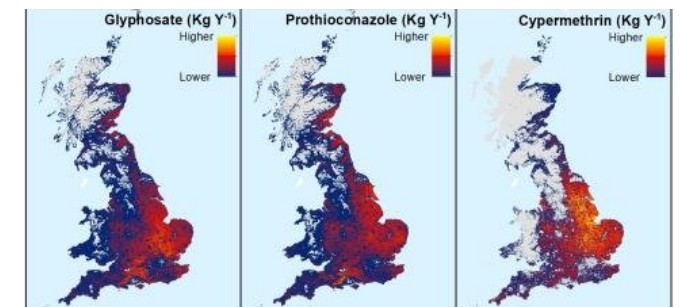 Glyphosate (Kg Y⁻¹)
Higher
Lower
Prothioconazole (Kg Y⁻¹)
Higher
Lower
Cypermethrin (Kg Y⁻¹)
Higher
Lower